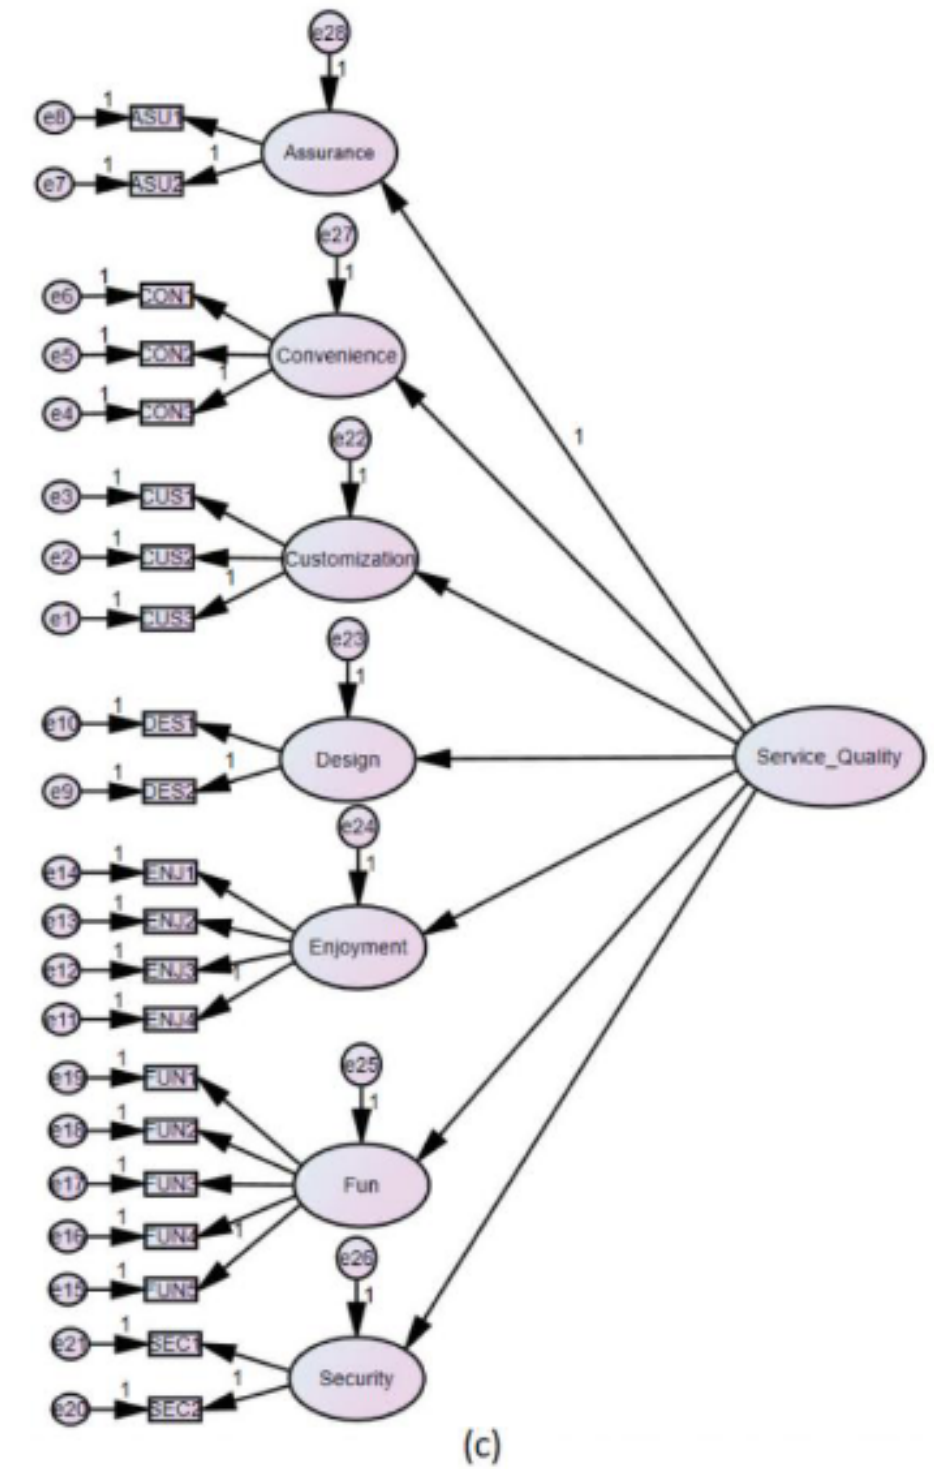 e28
1
e8 1 ASU1
Assurance
e7 1 ASU2 1
e27
1
e6 1 CON1
e5 1 CON2
Convenience
1
e4 1 CON3
1
e22
1
e3 1 CUS1
e2 1 CUS2
Customization
1
e1 1 CUS3
e23
1
e10 1 DES1
Design
Service_Quality
1
e9 1 DES2
e24
1
e14 1 ENJ1
e13 1 ENJ2
Enjoyment
e12 1 ENJ3 1
e11 1 ENJ4
e25
1
e19 1 FUN1
e18 1 FUN2
e17 1 FUN3
Fun
e16 1 FUN4 1
e26
1
e15 1 FUN5
e21 1 SEC1
Security
1
e20 1 SEC2
(c)